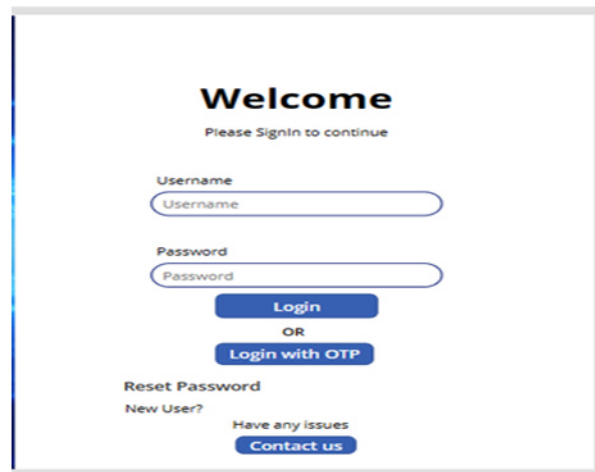 Welcome
Please SignIn to continue
Username
Username
Password
Password
Login
OR
Login with OTP
Reset Password
New User?
Have any issues
Contact us